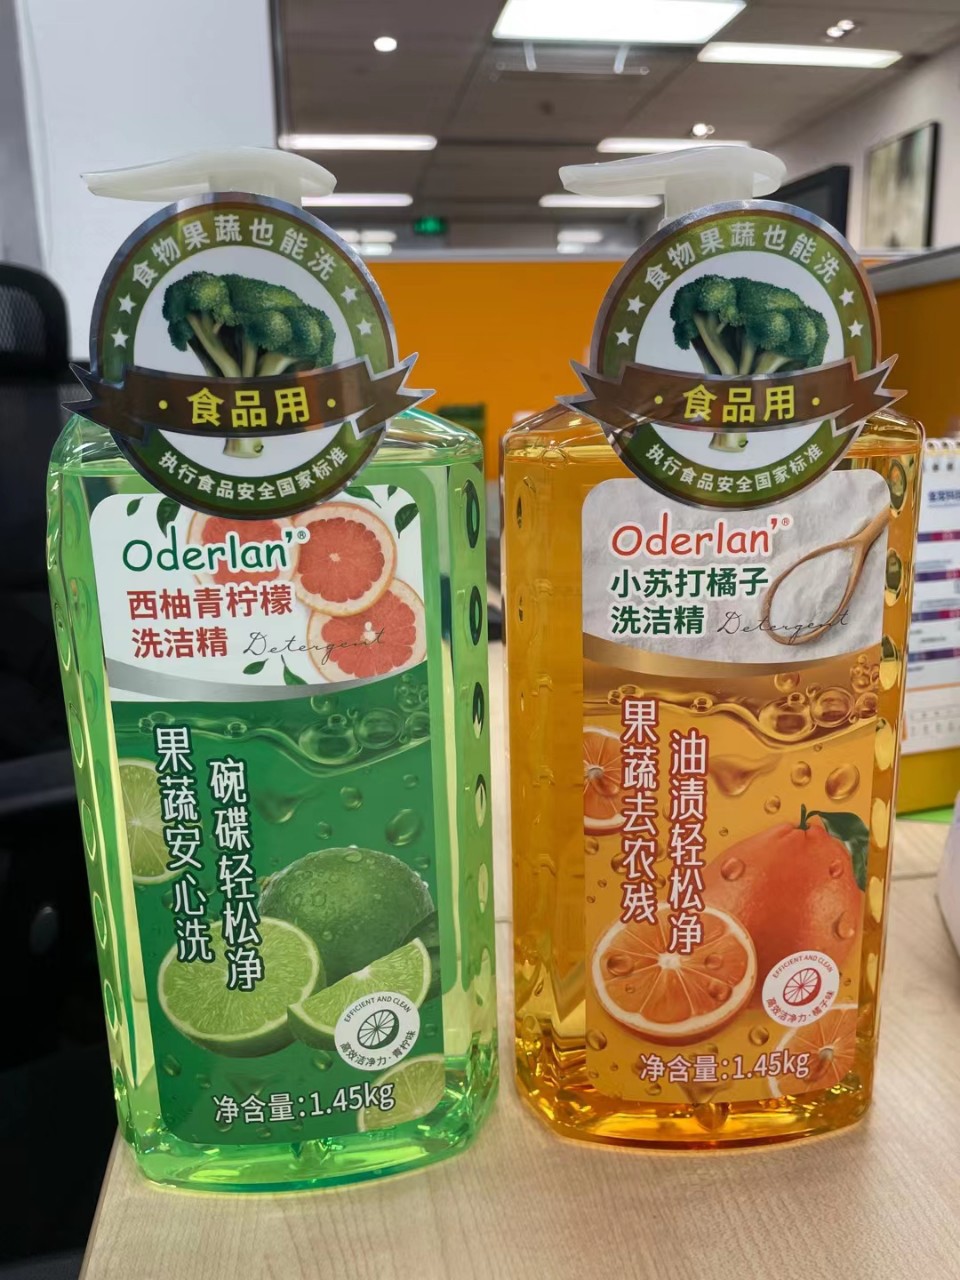 食物果蔬也能洗
食品用
执行食品安全国家标准
Oderlan’®
西柚青柠檬
洗洁精 Detergent
果蔬安心洗
碗碟轻松净
EFFICIENT AND CLEAN
高效洁净力·青柠味
净含量:1.45kg
食物果蔬也能洗
食品用
执行食品安全国家标准
Oderlan’®
小苏打橘子
洗洁精 Detergent
果蔬去农残
油渍轻松净
EFFICIENT AND CLEAN
高效洁净力·橘子味
净含量:1.45kg